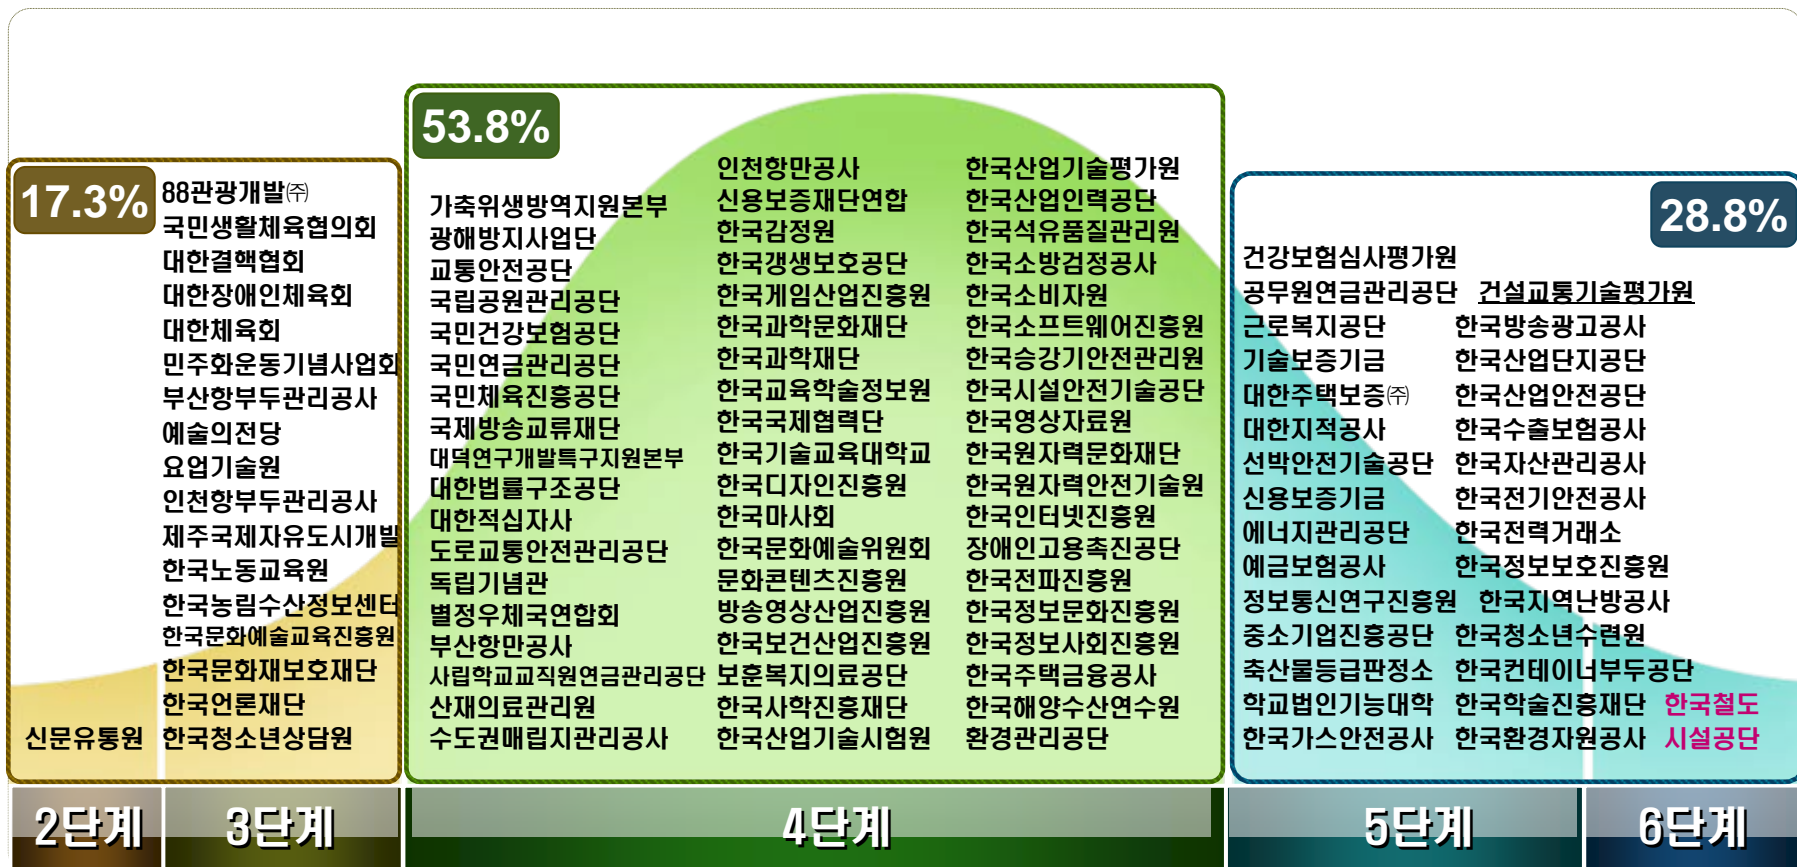 17.3%
88관광개발㈜
국민생활체육협의회
대한결핵협회
대한장애인체육회
대한체육회
민주화운동기념사업회
부산항부두관리공사
예술의전당
요업기술원
인천항부두관리공사
제주국제자유도시개발
한국노동교육원
한국농림수산정보센터
한국문화예술교육진흥원
한국문화재보호재단
한국언론재단
신문유통원 한국청소년상담원
53.8%
가축위생방역지원본부
광해방지사업단
교통안전공단
국립공원관리공단
국민건강보험공단
국민연금관리공단
국민체육진흥공단
국제방송교류재단
대덕연구개발특구지원본부
대한법률구조공단
대한적십자사
도로교통안전관리공단
독립기념관
별정우체국연합회
부산항만공사
사립학교교직원연금관리공단
산재의료관리원
수도권매립지관리공사
인천항만공사
신용보증재단연합
한국감정원
한국갱생보호공단
한국게임산업진흥원
한국과학문화재단
한국과학재단
한국교육학술정보원
한국국제협력단
한국기술교육대학교
한국디자인진흥원
한국마사회
한국문화예술위원회
문화콘텐츠진흥원
방송영상산업진흥원
한국보건산업진흥원
보훈복지의료공단
한국사학진흥재단
한국산업기술시험원
한국산업기술평가원
한국산업인력공단
한국석유품질관리원
한국소방검정공사
한국소비자원
한국소프트웨어진흥원
한국승강기안전관리원
한국시설안전기술공단
한국영상자료원
한국원자력문화재단
한국원자력안전기술원
한국인터넷진흥원
장애인고용촉진공단
한국전파진흥원
한국정보문화진흥원
한국정보사회진흥원
한국주택금융공사
한국해양수산연수원
환경관리공단
28.8%
건강보험심사평가원
공무원연금관리공단 건설교통기술평가원
근로복지공단 한국방송광고공사
기술보증기금 한국산업단지공단
대한주택보증㈜ 한국산업안전공단
대한지적공사 한국수출보험공사
선박안전기술공단 한국자산관리공사
신용보증기금 한국전기안전공사
에너지관리공단 한국전력거래소
예금보험공사 한국정보보호진흥원
정보통신연구진흥원 한국지역난방공사
중소기업진흥공단 한국청소년수련원
축산물등급판정소 한국컨테이너부두공단
학교법인기능대학 한국학술진흥재단 한국철도
한국가스안전공사 한국환경자원공사 시설공단
2단계 3단계 4단계 5단계 6단계